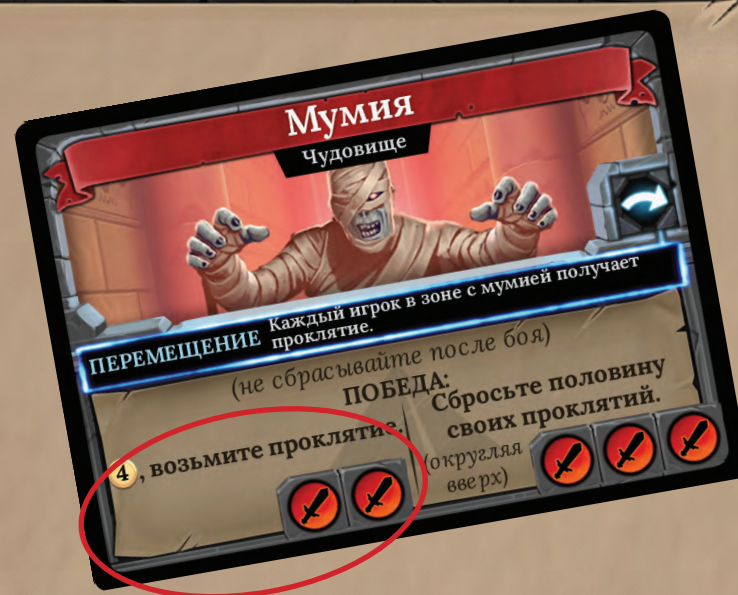 Мумия
Чудовище
ПЕРЕМЕЩЕНИЕ Каждый игрок в зоне с мумией получает
проклятие.
(не сбрасывайте после боя)
ПОБЕДА:
4, возьмите проклятие.
Сбросьте половину
своих проклятий.
(округляя
вверх)